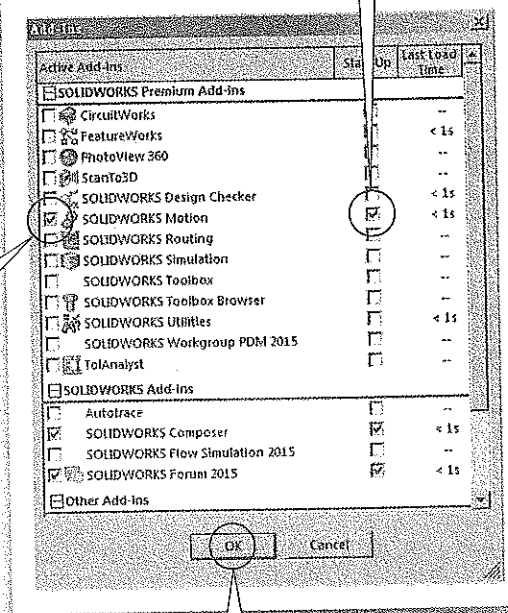 Add-Ins
Active Add-ins Start Up Last Load Time
SOLIDWORKS Premium Add-ins
CircuitWorks --
FeatureWorks < 1s
PhotoView 360 --
ScanTo3D --
SOLIDWORKS Design Checker < 1s
SOLIDWORKS Motion < 1s
SOLIDWORKS Routing --
SOLIDWORKS Simulation --
SOLIDWORKS Toolbox --
SOLIDWORKS Toolbox Browser --
SOLIDWORKS Utilities < 1s
SOLIDWORKS Workgroup PDM 2015 --
TolAnalyst --
SOLIDWORKS Add-ins
Autotrace --
SOLIDWORKS Composer < 1s
SOLIDWORKS Flow Simulation 2015 --
SOLIDWORKS Forum 2015 < 1s
Other Add-ins
OK Cancel